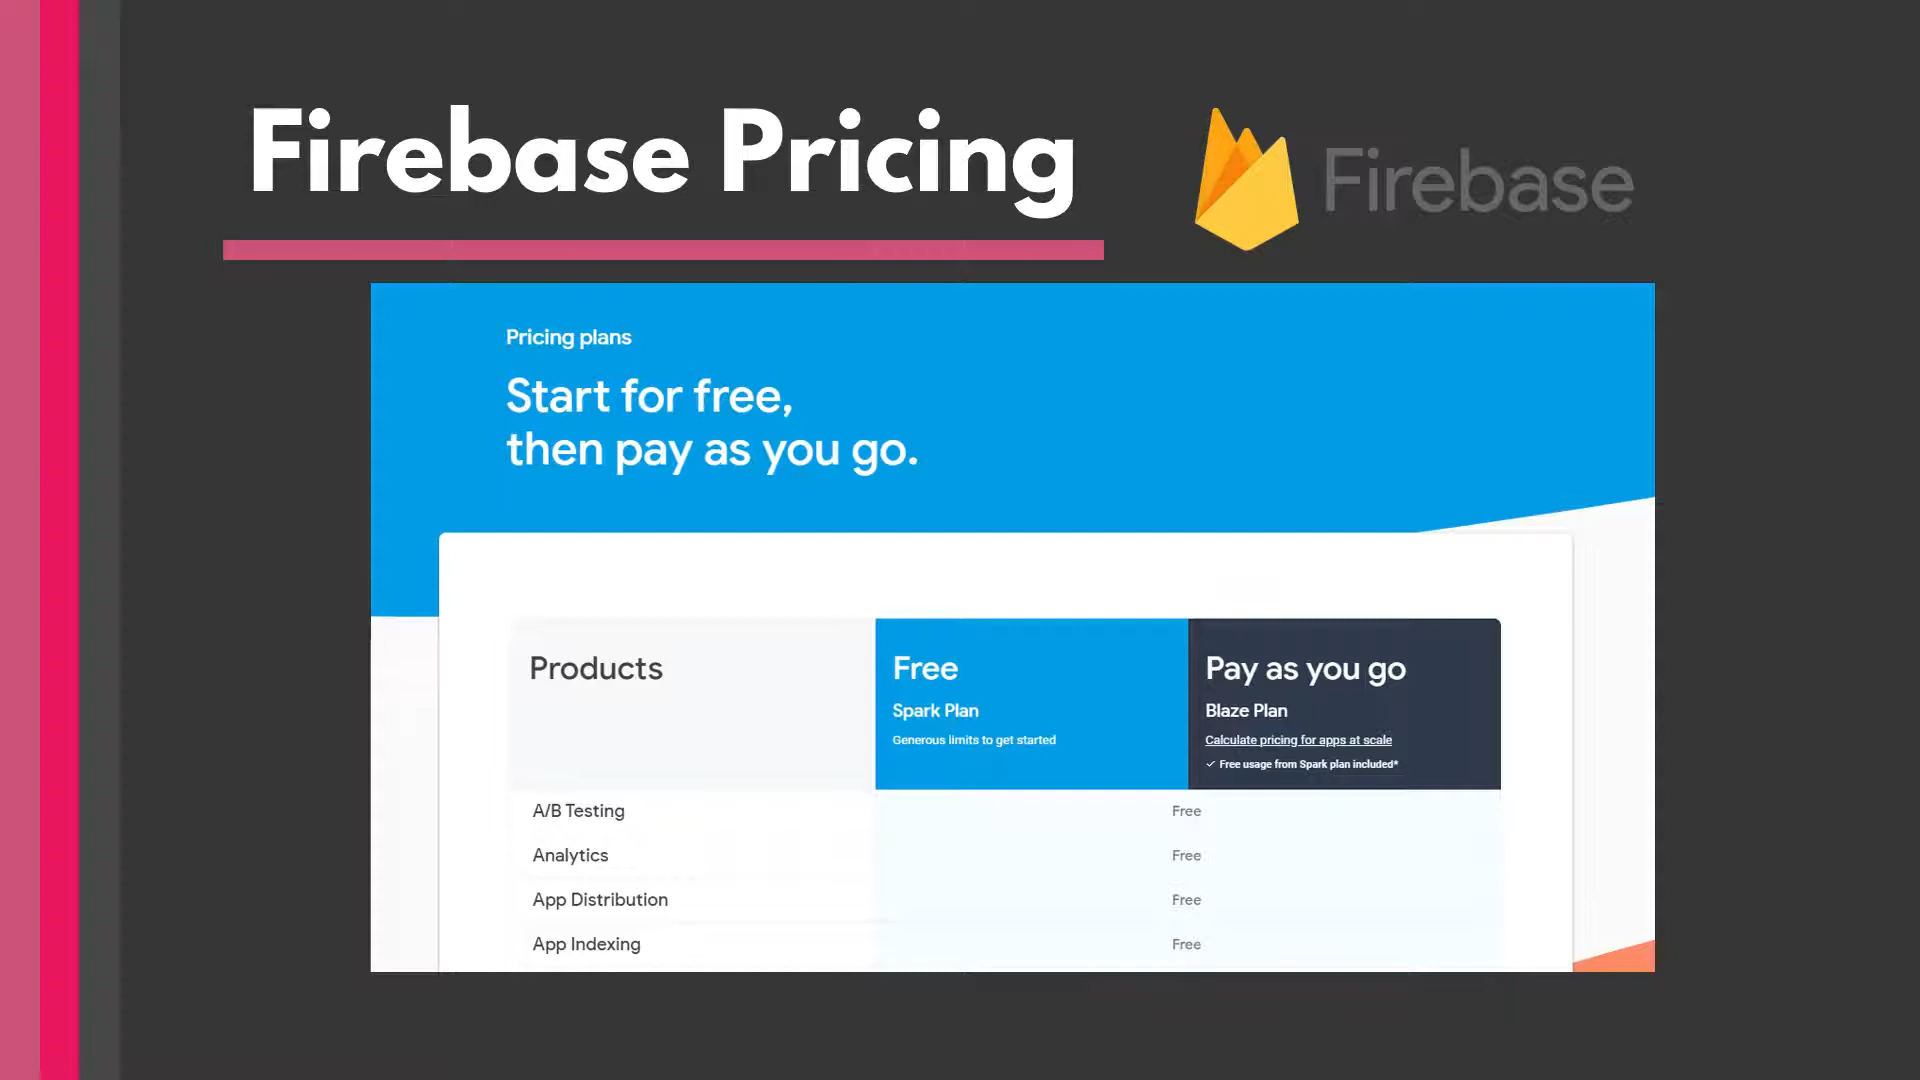 Firebase Pricing
Firebase
Pricing plans
Start for free,
then pay as you go.
Products
Free
Spark Plan
Generous limits to get started
Pay as you go
Blaze Plan
Calculate pricing for apps at scale
✓ Free usage from Spark plan included*
A/B Testing Free
Analytics Free
App Distribution Free
App Indexing Free